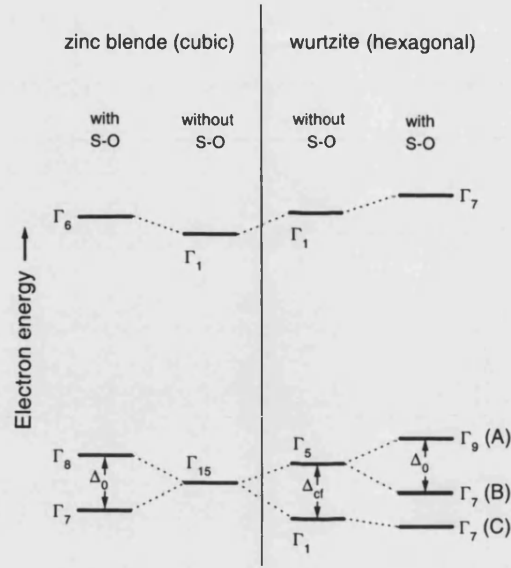 zinc blende (cubic)
wurtzite (hexagonal)
with
S-O
without
S-O
without
S-O
with
S-O
Γ6
Γ1
Γ1
Γ7
Electron energy →
Γ8
Δ0
Γ7
Γ15
Γ5
Δcf
Γ1
Γ9 (A)
Δ0
Γ7 (B)
Γ7 (C)